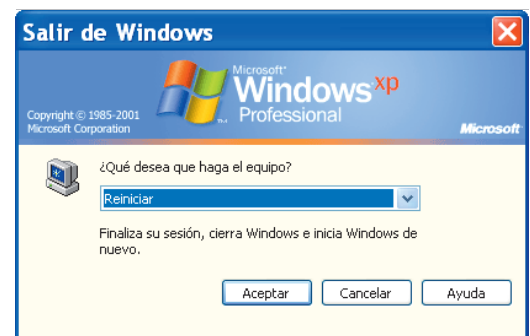 Salir de Windows
Microsoft
Windows xp
Professional
Copyright © 1985-2001
Microsoft Corporation
Microsoft
¿Qué desea que haga el equipo?
Reiniciar
Finaliza su sesión, cierra Windows e inicia Windows de
nuevo.
Aceptar Cancelar Ayuda